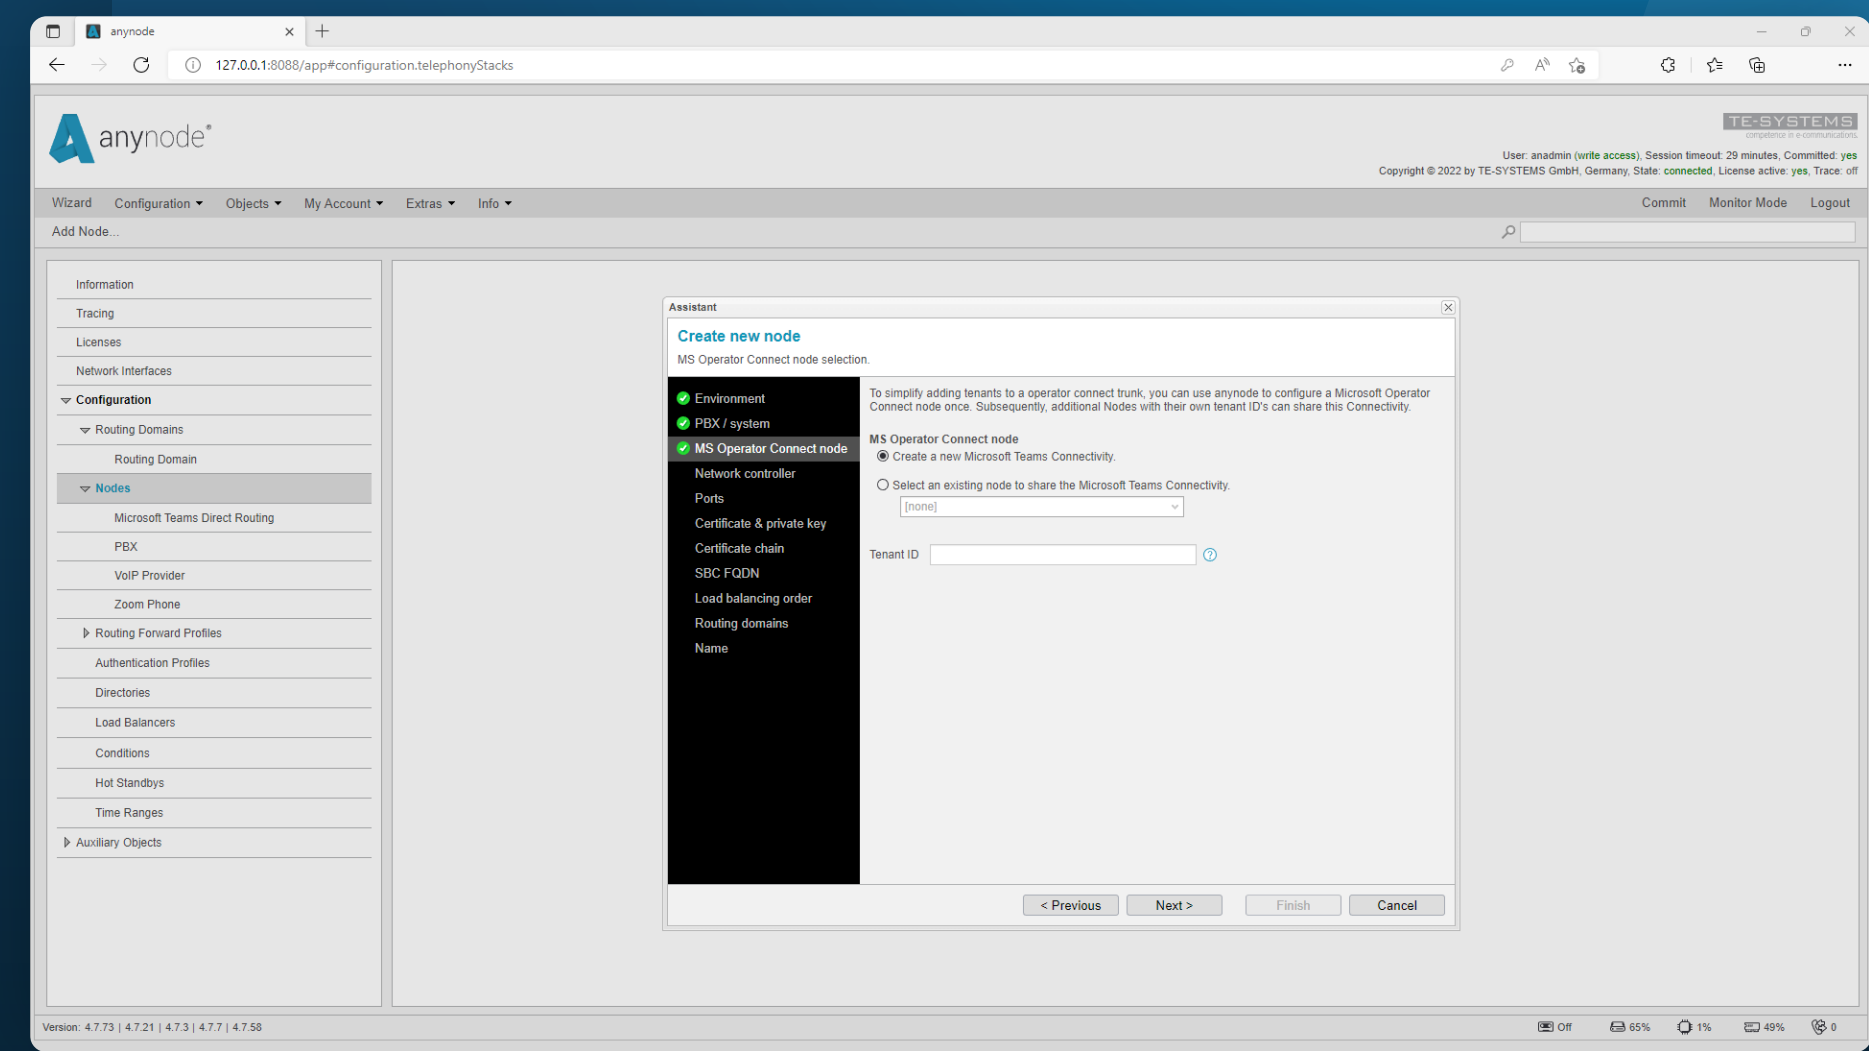 anynode
127.0.0.1:8088/app#configuration.telephonyStacks
anynode®
TE-SYSTEMS
competence in e-communications.
User: anadmin (write access), Session timeout: 29 minutes, Committed: yes
Copyright © 2022 by TE-SYSTEMS GmbH, Germany, State: connected, License active: yes, Trace: off
Wizard Configuration Objects My Account Extras Info Commit Monitor Mode Logout
Add Node...
Information
Tracing
Licenses
Network Interfaces
Configuration
Routing Domains
Routing Domain
Nodes
Microsoft Teams Direct Routing
PBX
VoIP Provider
Zoom Phone
Routing Forward Profiles
Authentication Profiles
Directories
Load Balancers
Conditions
Hot Standbys
Time Ranges
Auxiliary Objects
Assistant
Create new node
MS Operator Connect node selection.
Environment
PBX / system
MS Operator Connect node
Network controller
Ports
Certificate & private key
Certificate chain
SBC FQDN
Load balancing order
Routing domains
Name
To simplify adding tenants to a operator connect trunk, you can use anynode to configure a Microsoft Operator
Connect node once. Subsequently, additional Nodes with their own tenant ID's can share this Connectivity.
MS Operator Connect node
Create a new Microsoft Teams Connectivity.
Select an existing node to share the Microsoft Teams Connectivity.
[none]
Tenant ID
< Previous Next > Finish Cancel
Version: 4.7.73 | 4.7.21 | 4.7.3 | 4.7.7 | 4.7.58
Off 65% 1% 49% 0